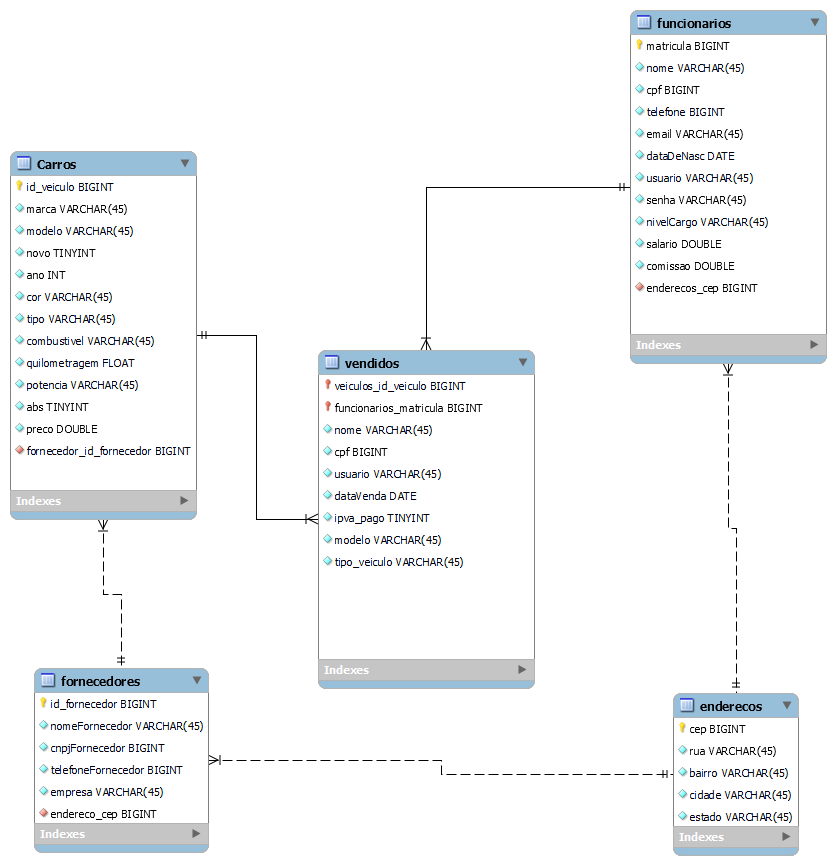 funcionarios
matricula BIGINT
nome VARCHAR(45)
cpf BIGINT
telefone BIGINT
email VARCHAR(45)
dataDeNasc DATE
usuario VARCHAR(45)
senha VARCHAR(45)
nivelCargo VARCHAR(45)
salario DOUBLE
comissao DOUBLE
enderecos_cep BIGINT
Indexes
Carros
id_veiculo BIGINT
marca VARCHAR(45)
modelo VARCHAR(45)
novo TINYINT
ano INT
cor VARCHAR(45)
tipo VARCHAR(45)
combustivel VARCHAR(45)
quilometragem FLOAT
potencia VARCHAR(45)
abs TINYINT
preco DOUBLE
fornecedor_id_fornecedor BIGINT
Indexes
vendidos
veiculos_id_veiculo BIGINT
funcionarios_matricula BIGINT
nome VARCHAR(45)
cpf BIGINT
usuario VARCHAR(45)
dataVenda DATE
ipva_pago TINYINT
modelo VARCHAR(45)
tipo_veiculo VARCHAR(45)
Indexes
fornecedores
id_fornecedor BIGINT
nomeFornecedor VARCHAR(45)
cnpjFornecedor BIGINT
telefoneFornecedor BIGINT
empresa VARCHAR(45)
endereco_cep BIGINT
Indexes
enderecos
cep BIGINT
rua VARCHAR(45)
bairro VARCHAR(45)
cidade VARCHAR(45)
estado VARCHAR(45)
Indexes